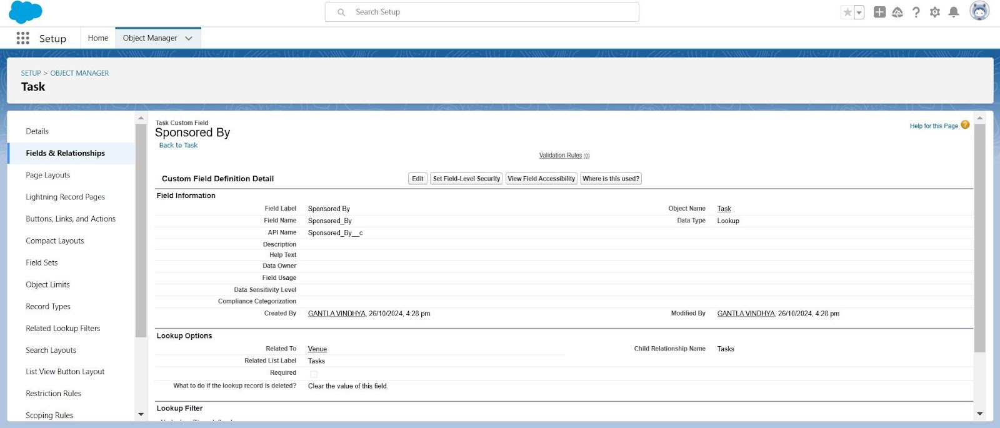 Search Setup
Setup
Home
Object Manager
SETUP > OBJECT MANAGER
Task
Details
Fields & Relationships
Page Layouts
Lightning Record Pages
Buttons, Links, and Actions
Compact Layouts
Field Sets
Object Limits
Record Types
Related Lookup Filters
Search Layouts
List View Button Layout
Restriction Rules
Scoping Rules
Task Custom Field
Sponsored By
Back to Task
Help for this Page ?
Validation Rules [0]
Custom Field Definition Detail
Edit
Set Field-Level Security
View Field Accessibility
Where is this used?
Field Information
Field Label Sponsored By
Object Name Task
Field Name Sponsored_By
Data Type Lookup
API Name Sponsored_By__c
Description
Help Text
Data Owner
Field Usage
Data Sensitivity Level
Compliance Categorization
Created By GANTLA VINDHYA, 26/10/2024, 4:28 pm
Modified By GANTLA VINDHYA, 26/10/2024, 4:28 pm
Lookup Options
Related To Venue
Child Relationship Name Tasks
Related List Label Tasks
Required
What to do if the lookup record is deleted? Clear the value of this field.
Lookup Filter